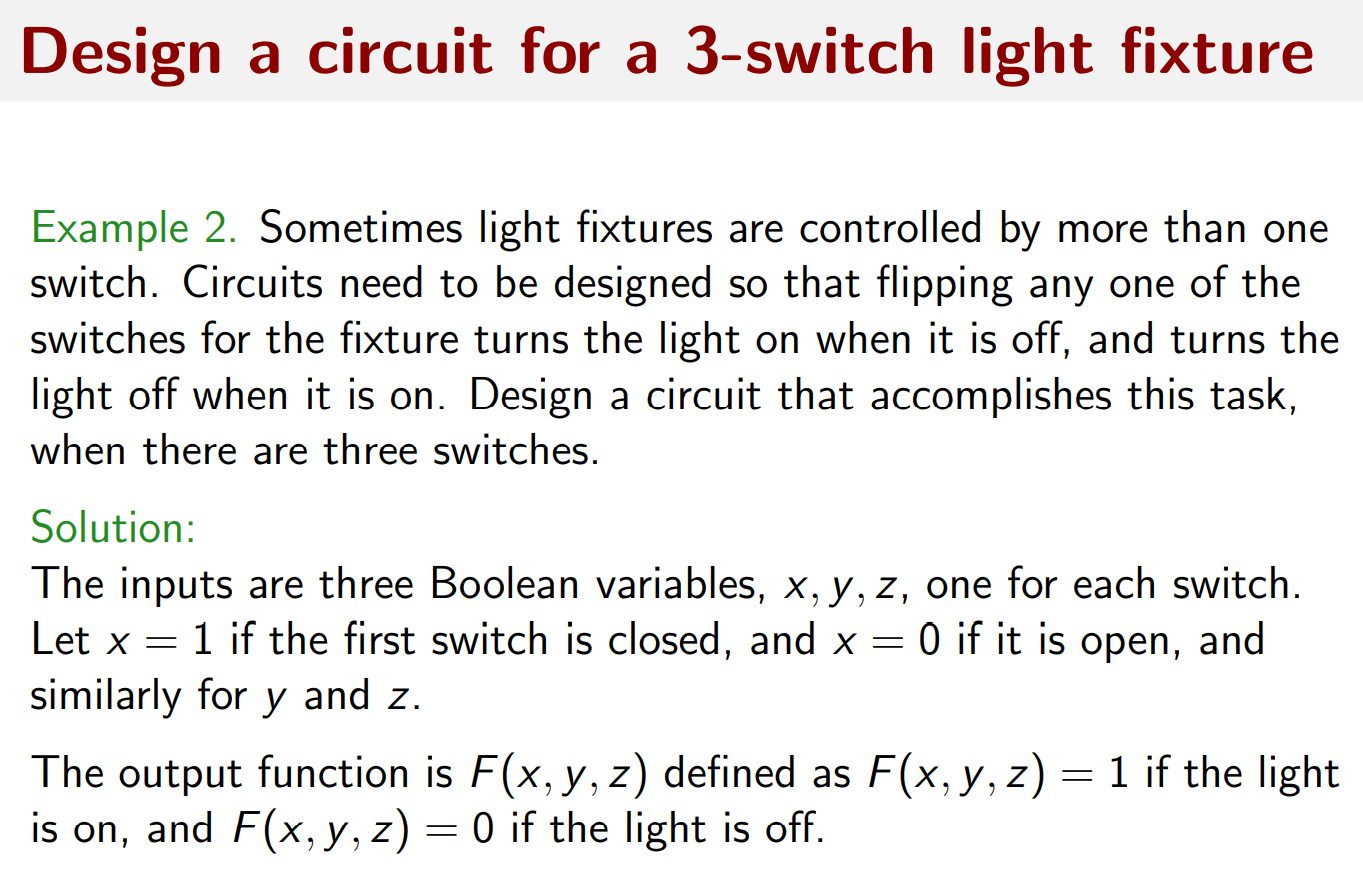 Design a circuit for a 3-switch light fixture
Example 2. Sometimes light fixtures are controlled by more than one
switch. Circuits need to be designed so that flipping any one of the
switches for the fixture turns the light on when it is off, and turns the
light off when it is on. Design a circuit that accomplishes this task,
when there are three switches.
Solution:
The inputs are three Boolean variables, x, y, z, one for each switch.
Let x = 1 if the first switch is closed, and x = 0 if it is open, and
similarly for y and z.
The output function is F(x, y, z) defined as F(x, y, z) = 1 if the light
is on, and F(x, y, z) = 0 if the light is off.